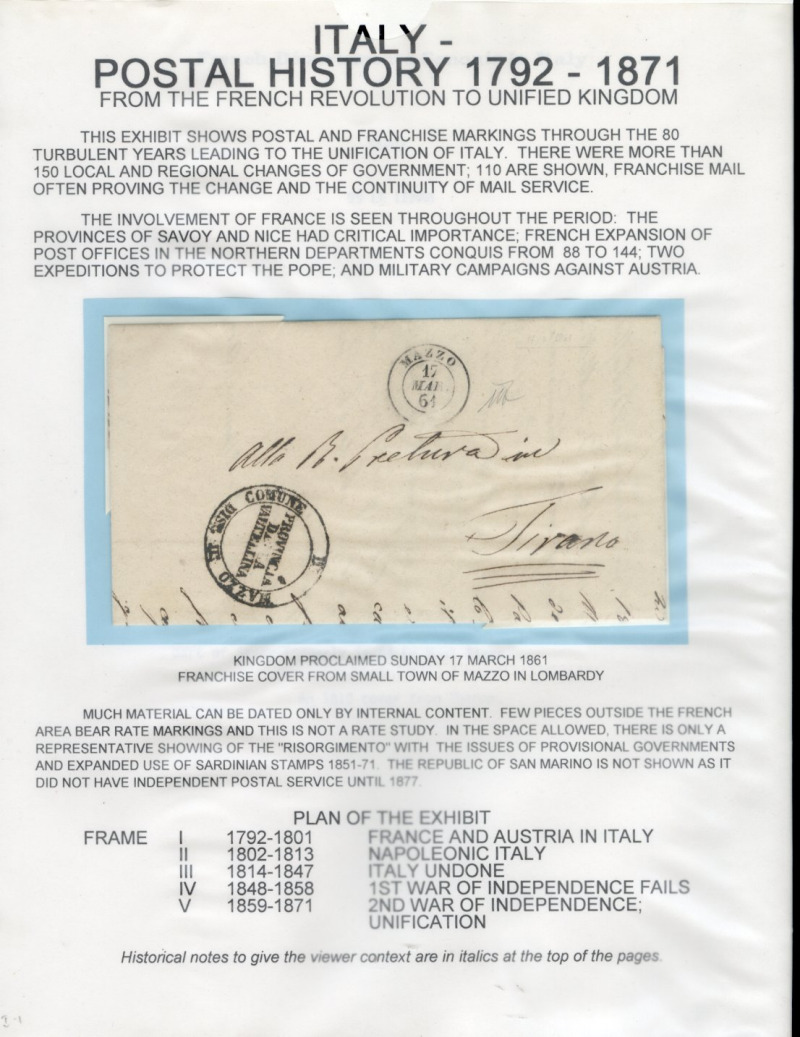 ITALY -
POSTAL HISTORY 1792 - 1871
FROM THE FRENCH REVOLUTION TO UNIFIED KINGDOM
THIS EXHIBIT SHOWS POSTAL AND FRANCHISE MARKINGS THROUGH THE 80
TURBULENT YEARS LEADING TO THE UNIFICATION OF ITALY. THERE WERE MORE THAN
150 LOCAL AND REGIONAL CHANGES OF GOVERNMENT; 110 ARE SHOWN, FRANCHISE MAIL
OFTEN PROVING THE CHANGE AND THE CONTINUITY OF MAIL SERVICE.
THE INVOLVEMENT OF FRANCE IS SEEN THROUGHOUT THE PERIOD: THE
PROVINCES OF SAVOY AND NICE HAD CRITICAL IMPORTANCE; FRENCH EXPANSION OF
POST OFFICES IN THE NORTHERN DEPARTMENTS CONQUIS FROM 88 TO 144; TWO
EXPEDITIONS TO PROTECT THE POPE; AND MILITARY CAMPAIGNS AGAINST AUSTRIA.
MAZZO
17
MAR.
61
alla R. Pretura in
Tirano
COMUNE
DI
MAZZO III DIST.
PROVINCIA
DELLA
VALTELLINA
KINGDOM PROCLAIMED SUNDAY 17 MARCH 1861
FRANCHISE COVER FROM SMALL TOWN OF MAZZO IN LOMBARDY
MUCH MATERIAL CAN BE DATED ONLY BY INTERNAL CONTENT. FEW PIECES OUTSIDE THE FRENCH
AREA BEAR RATE MARKINGS AND THIS IS NOT A RATE STUDY. IN THE SPACE ALLOWED, THERE IS ONLY A
REPRESENTATIVE SHOWING OF THE "RISORGIMENTO" WITH THE ISSUES OF PROVISIONAL GOVERNMENTS
AND EXPANDED USE OF SARDINIAN STAMPS 1851-71. THE REPUBLIC OF SAN MARINO IS NOT SHOWN AS IT
DID NOT HAVE INDEPENDENT POSTAL SERVICE UNTIL 1877.
PLAN OF THE EXHIBIT
FRAME I 1792-1801 FRANCE AND AUSTRIA IN ITALY
II 1802-1813 NAPOLEONIC ITALY
III 1814-1847 ITALY UNDONE
IV 1848-1858 1ST WAR OF INDEPENDENCE FAILS
V 1859-1871 2ND WAR OF INDEPENDENCE;
UNIFICATION
Historical notes to give the viewer context are in italics at the top of the pages.